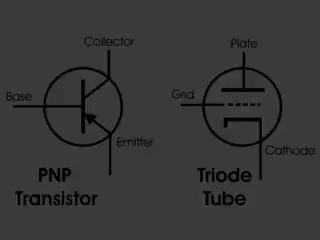 Collector
Base
Emitter
PNP
Transistor
Plate
Grid
Cathode
Triode
Tube